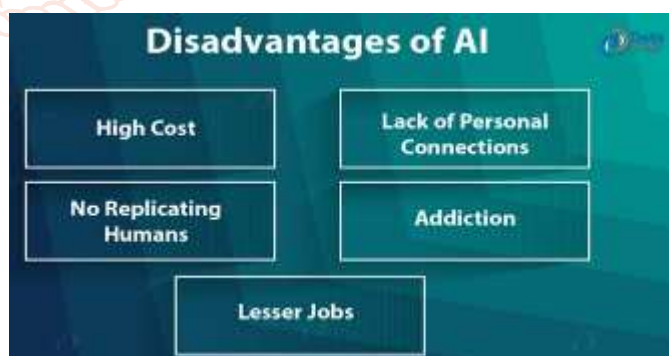 Disadvantages of AI
High Cost
Lack of Personal
Connections
No Replicating
Humans
Addiction
Lesser Jobs